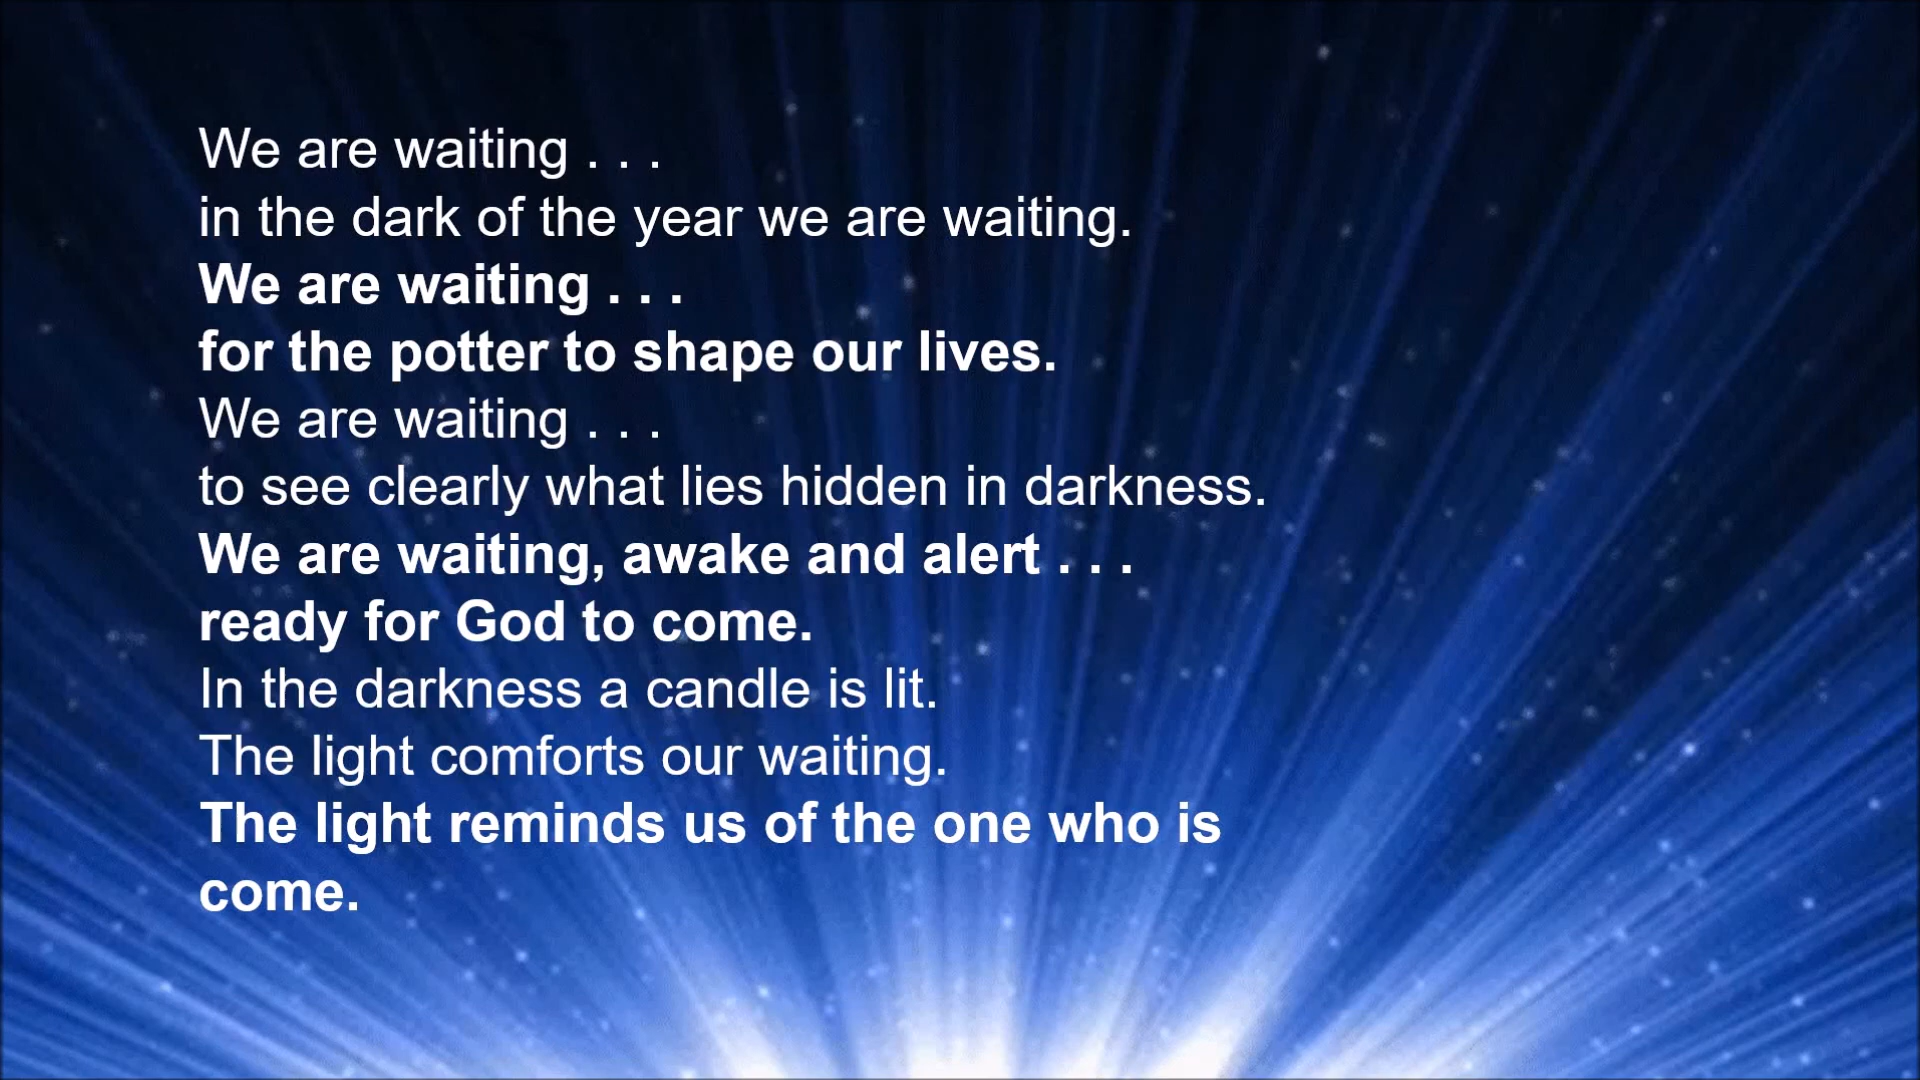 We are waiting . . .
in the dark of the year we are waiting.
We are waiting . . .
for the potter to shape our lives.
We are waiting . . .
to see clearly what lies hidden in darkness.
We are waiting, awake and alert . . .
ready for God to come.
In the darkness a candle is lit.
The light comforts our waiting.
The light reminds us of the one who is
come.